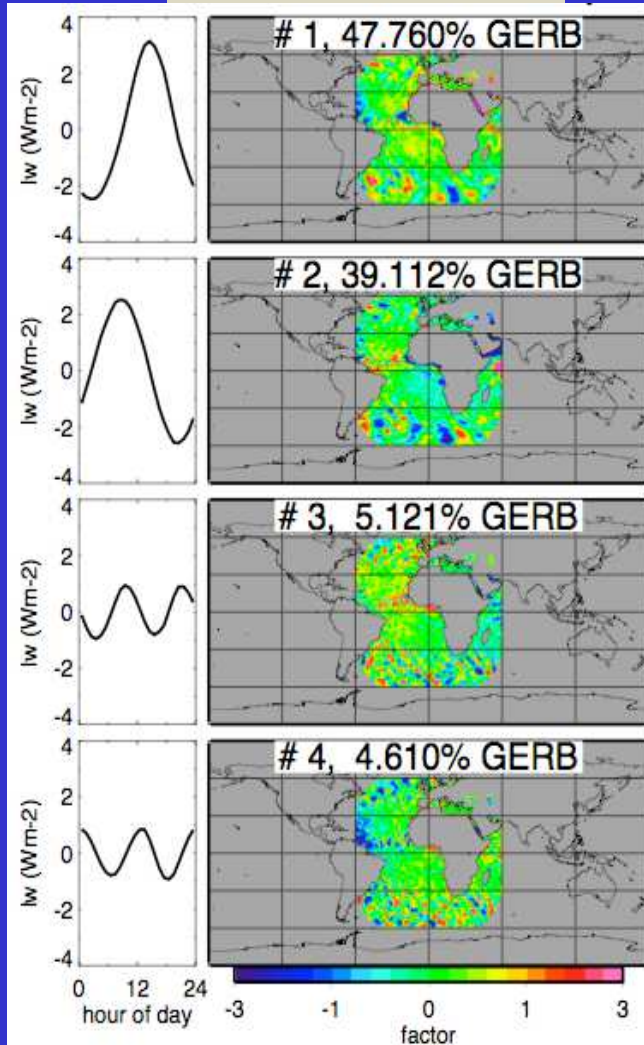 # 1, 47.760% GERB
4
2
0
-2
-4
lw (Wm-2)
# 2, 39.112% GERB
4
2
0
-2
-4
lw (Wm-2)
# 3, 5.121% GERB
4
2
0
-2
-4
lw (Wm-2)
# 4, 4.610% GERB
4
2
0
-2
-4
lw (Wm-2)
0 12 24
hour of day
-3 -1 0 1 3
factor